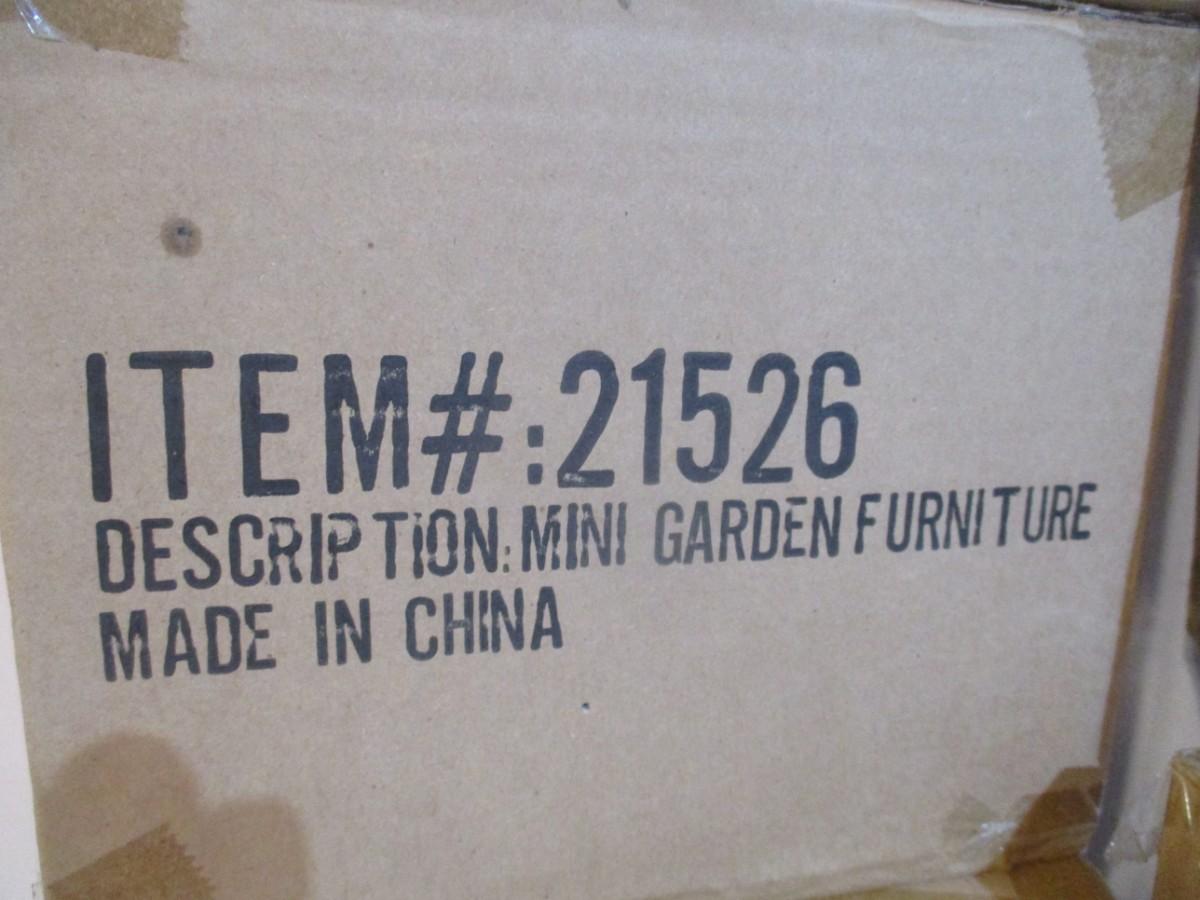 ITEM#:21526
DESCRIPTION:MINI GARDEN FURNITURE
MADE IN CHINA